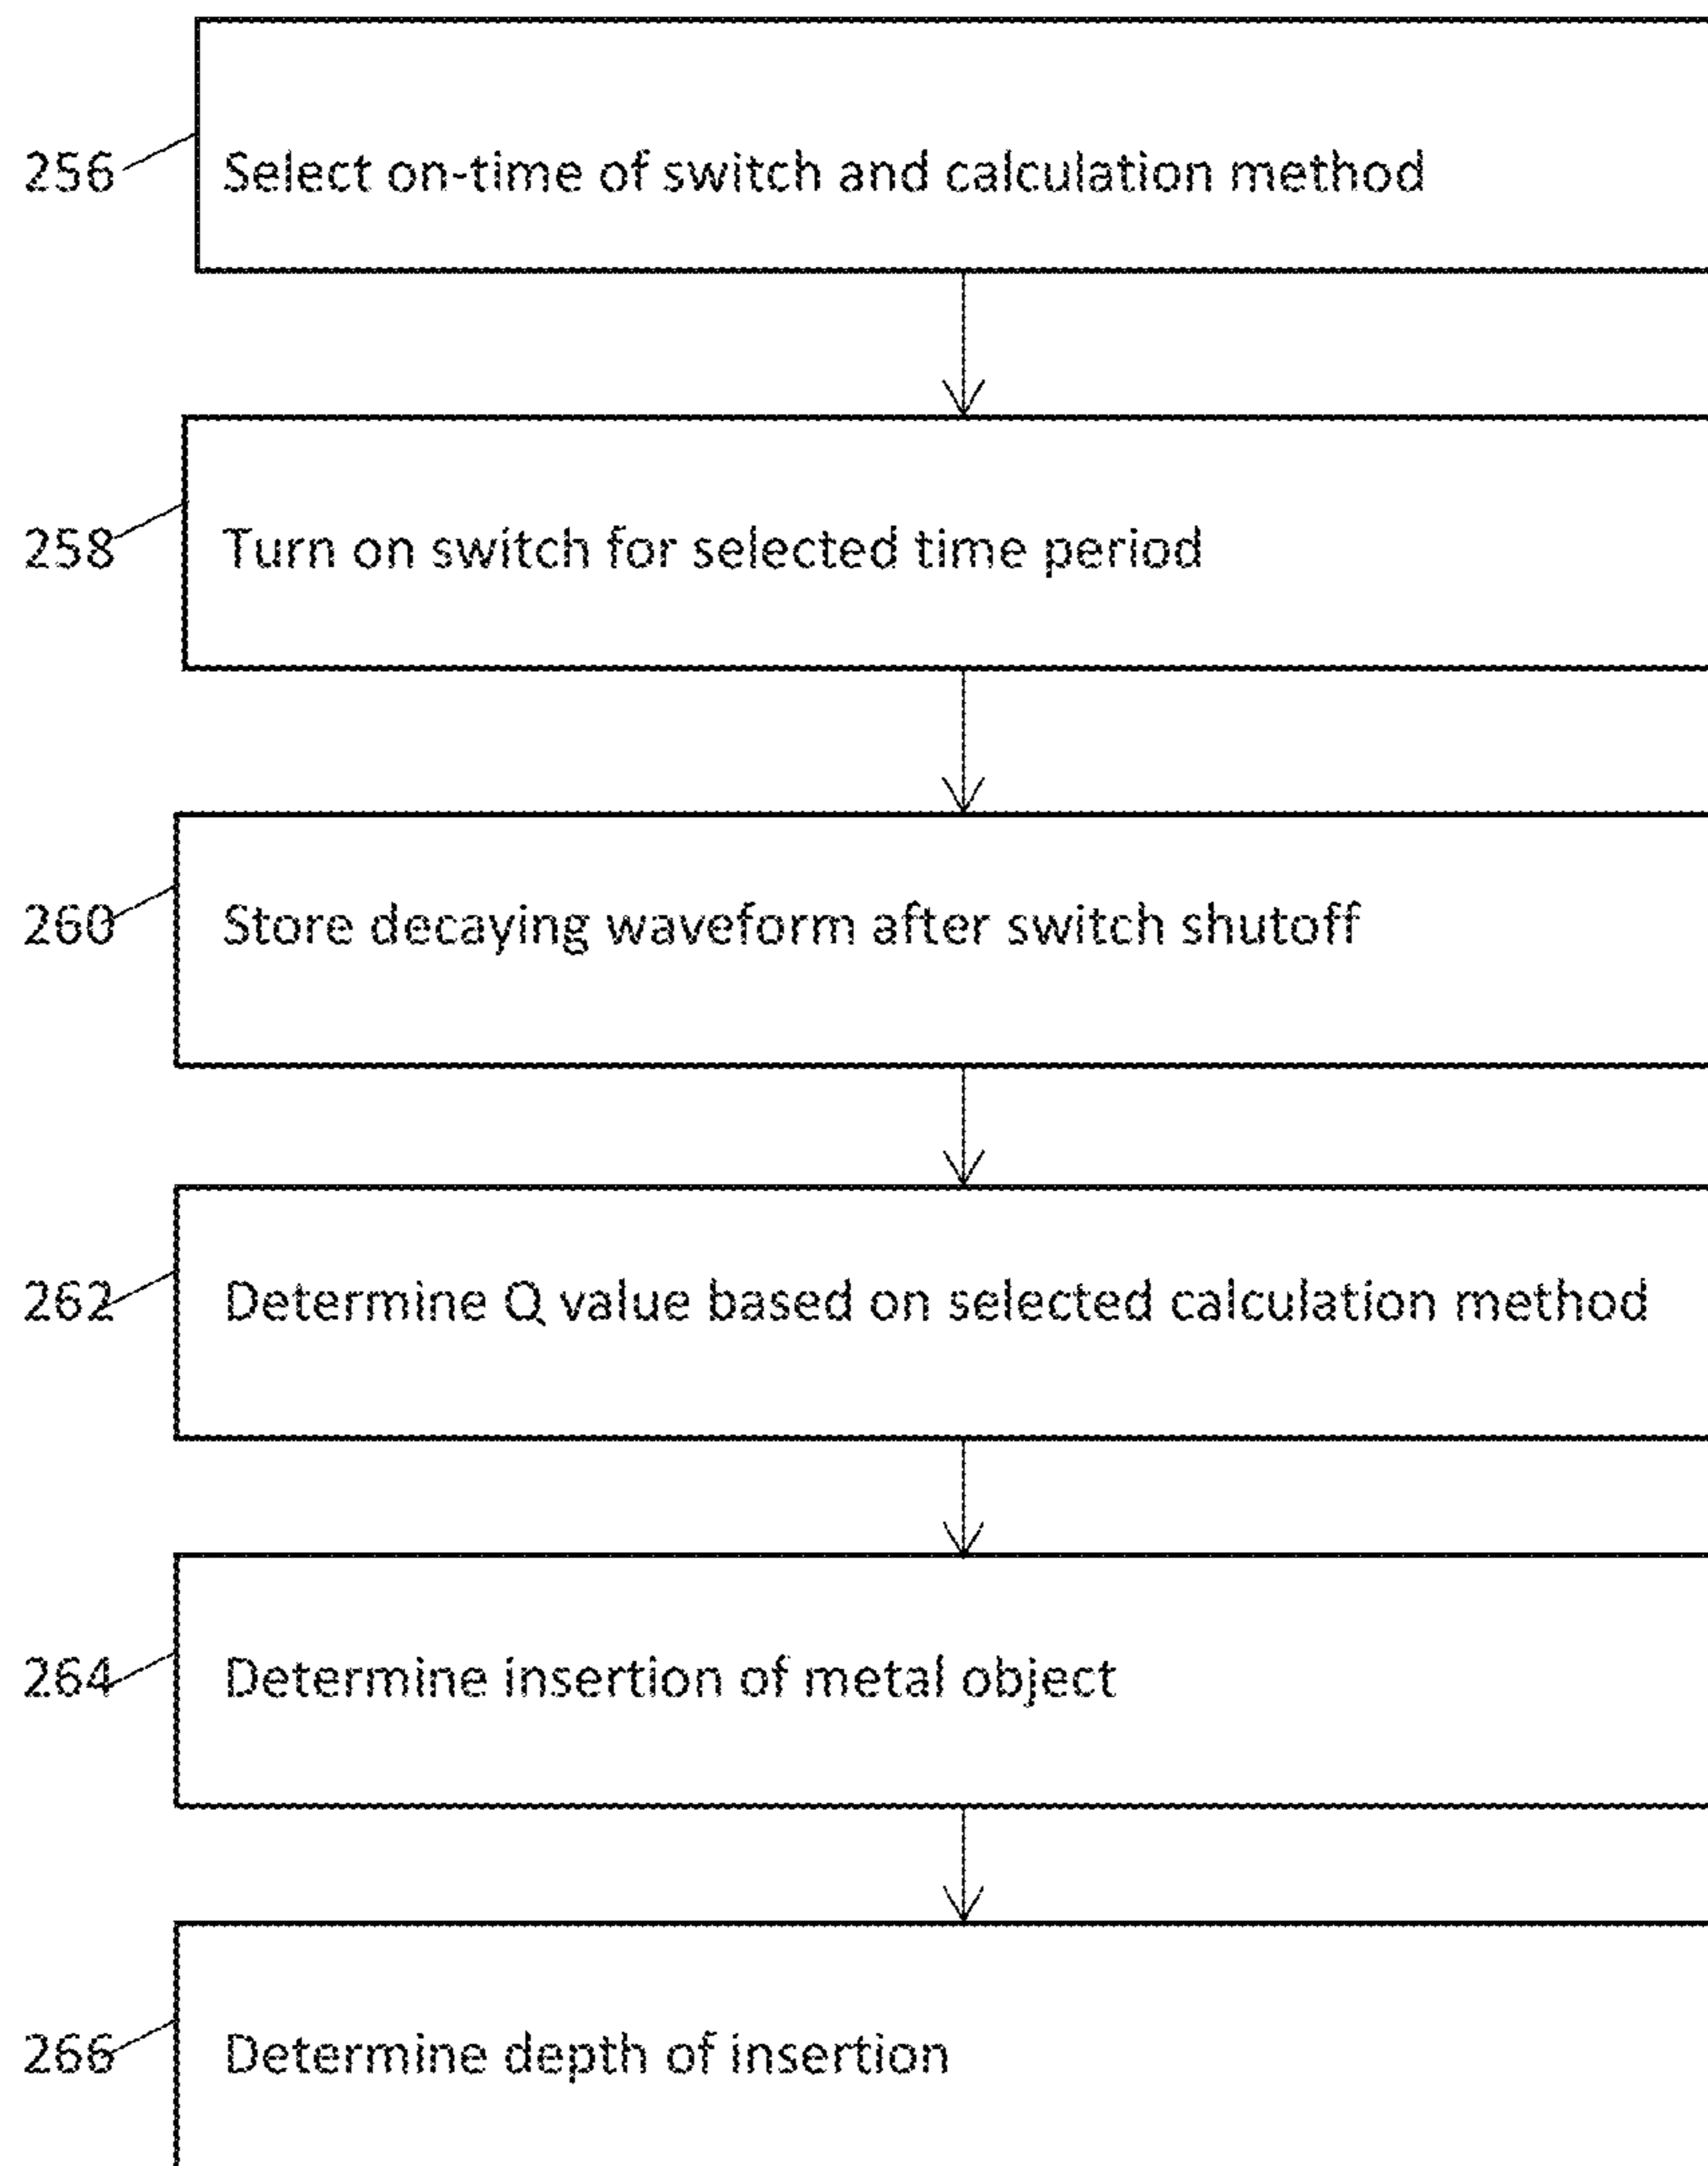 256 Select on-time of switch and calculation method
258 Turn on switch for selected time period
260 Store decaying waveform after switch shutoff
262 Determine Q value based on selected calculation method
264 Determine insertion of metal object
266 Determine depth of insertion